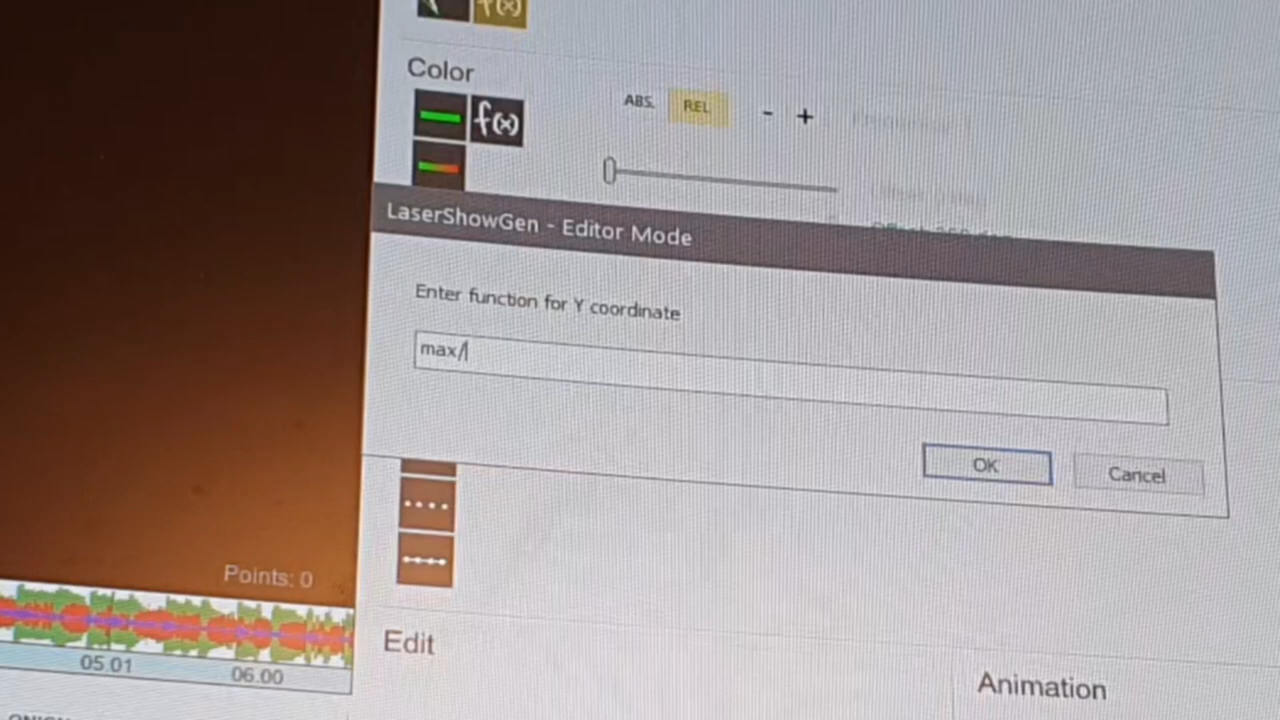 f(x)
Color
ABS. REL - +
f(x)
LaserShowGen - Editor Mode
Enter function for Y coordinate
max/
OK Cancel
Points: 0
05.01 06.00
Edit
Animation